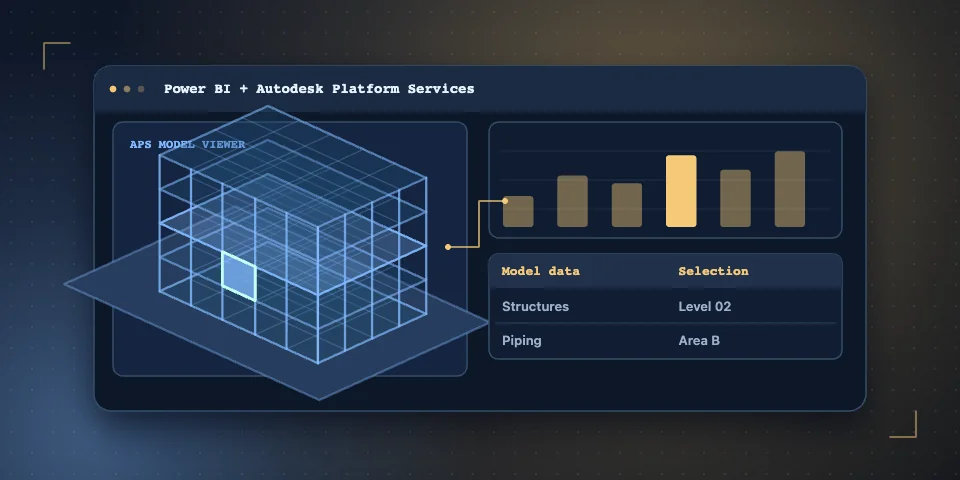 Power BI + Autodesk Platform Services
APS MODEL VIEWER
Model data Selection
Structures Level 02
Piping Area B